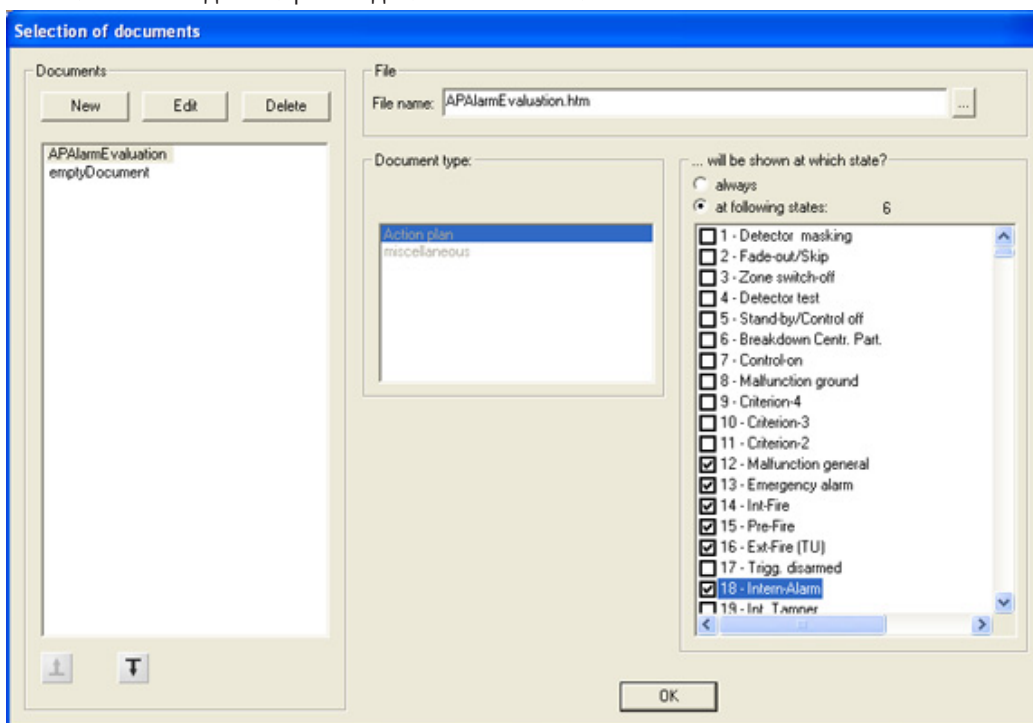 Selection of documents
Documents
New Edit Delete
APAlarmEvaluation
emptyDocument
File
File name: APAlarmEvaluation.htm ...
Document type:
Action plan
miscellaneous
... will be shown at which state?
always
at following states: 6
1 - Detector masking
2 - Fade-out/Skip
3 - Zone switch-off
4 - Detector test
5 - Stand-by/Control off
6 - Breakdown Centr. Part.
7 - Control-on
8 - Malfunction ground
9 - Criterion-4
10 - Criterion-3
11 - Criterion-2
12 - Malfunction general
13 - Emergency alarm
14 - Int-Fire
15 - Pre-Fire
16 - Ext-Fire (TU)
17 - Trigg. disarmed
18 - Intern-Alarm
19 - Int. Tamper
OK